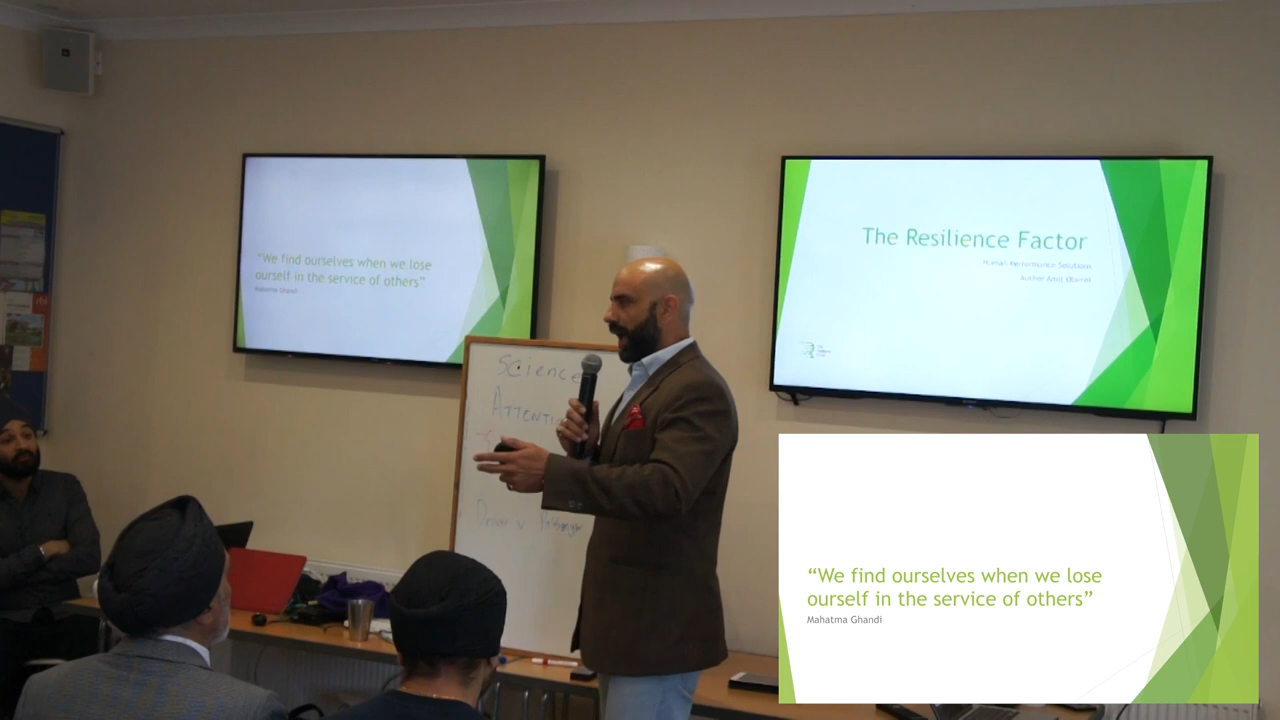 “We find ourselves when we lose
ourself in the service of others”
Mahatma Ghandi
The Resilience Factor
Human Performance Solutions
Science
ATTENTI
Driver v
“We find ourselves when we lose
ourself in the service of others”
Mahatma Ghandi